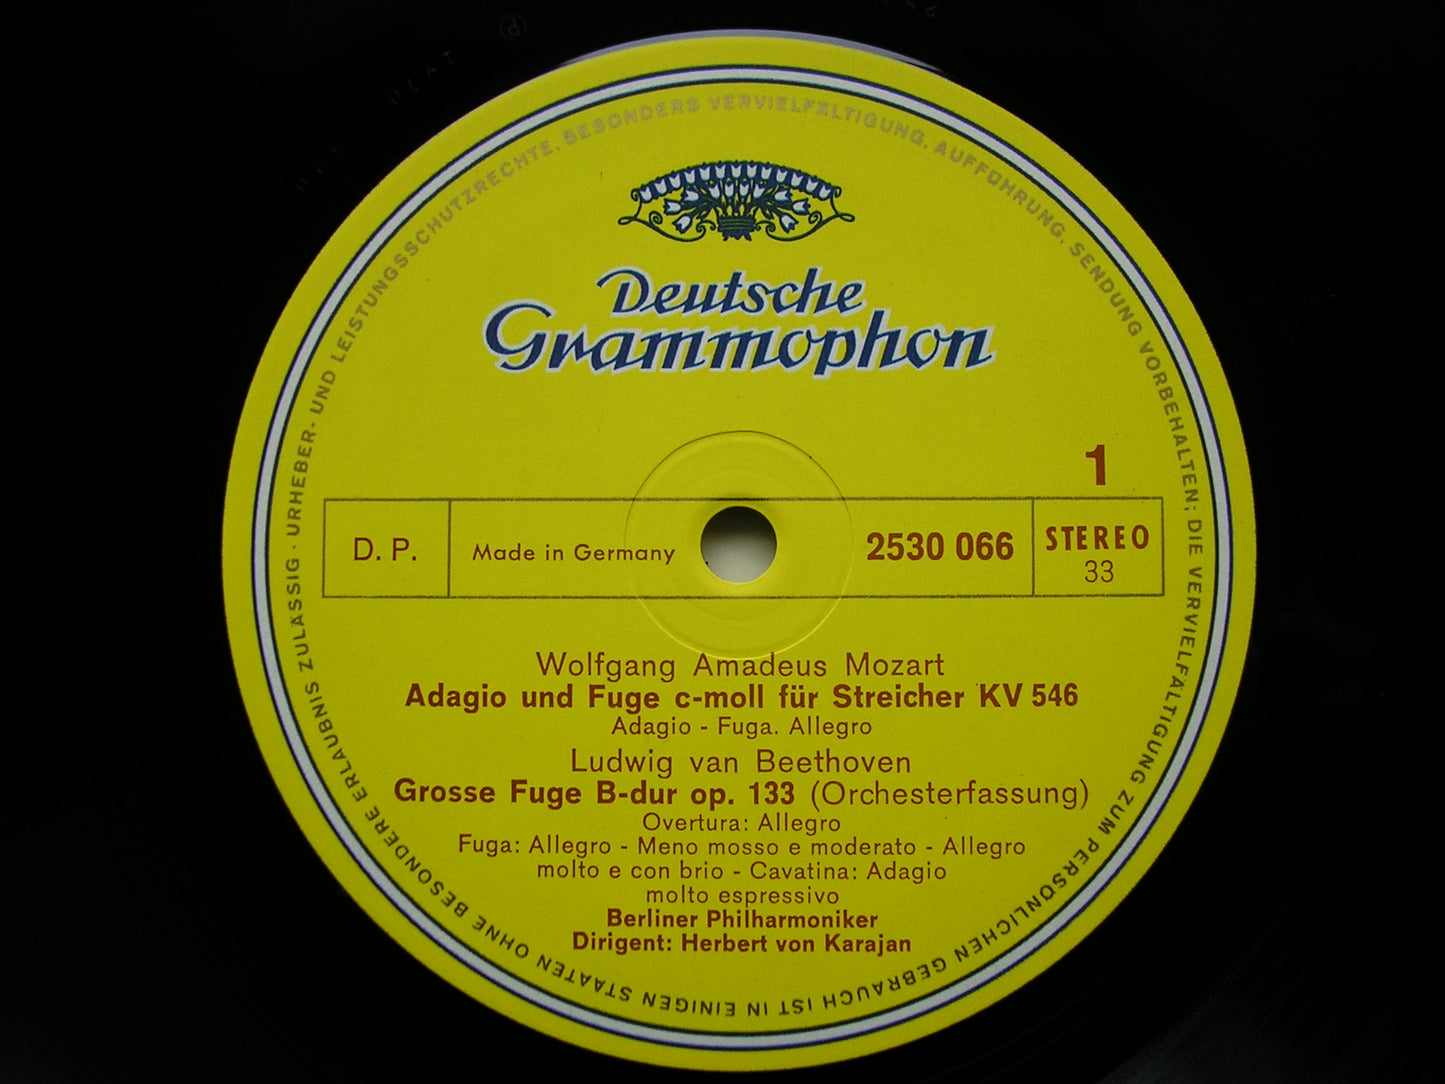 Deutsche
Grammophon
1
D. P.
Made in Germany
2530 066
STEREO
33
Wolfgang Amadeus Mozart
Adagio und Fuge c-moll für Streicher KV 546
Adagio - Fuga. Allegro
Ludwig van Beethoven
Grosse Fuge B-dur op. 133 (Orchesterfassung)
Overtura: Allegro
Fuga: Allegro - Meno mosso e moderato - Allegro
molto e con brio - Cavatina: Adagio
molto espressivo
Berliner Philharmoniker
Dirigent: Herbert von Karajan
URHEBER- UND LEISTUNGSSCHUTZRECHTE, BESONDERS VERVIELFÄLTIGUNG, AUFFÜHRUNG, SENDUNG VORBEHALTEN; DIE VERVIELFÄLTIGUNG ZUM PERSÖNLICHEN GEBRAUCH IST IN EINIGEN STAATEN OHNE BESONDERE ERLAUBNIS ZULÄSSIG ·
℗ 1970